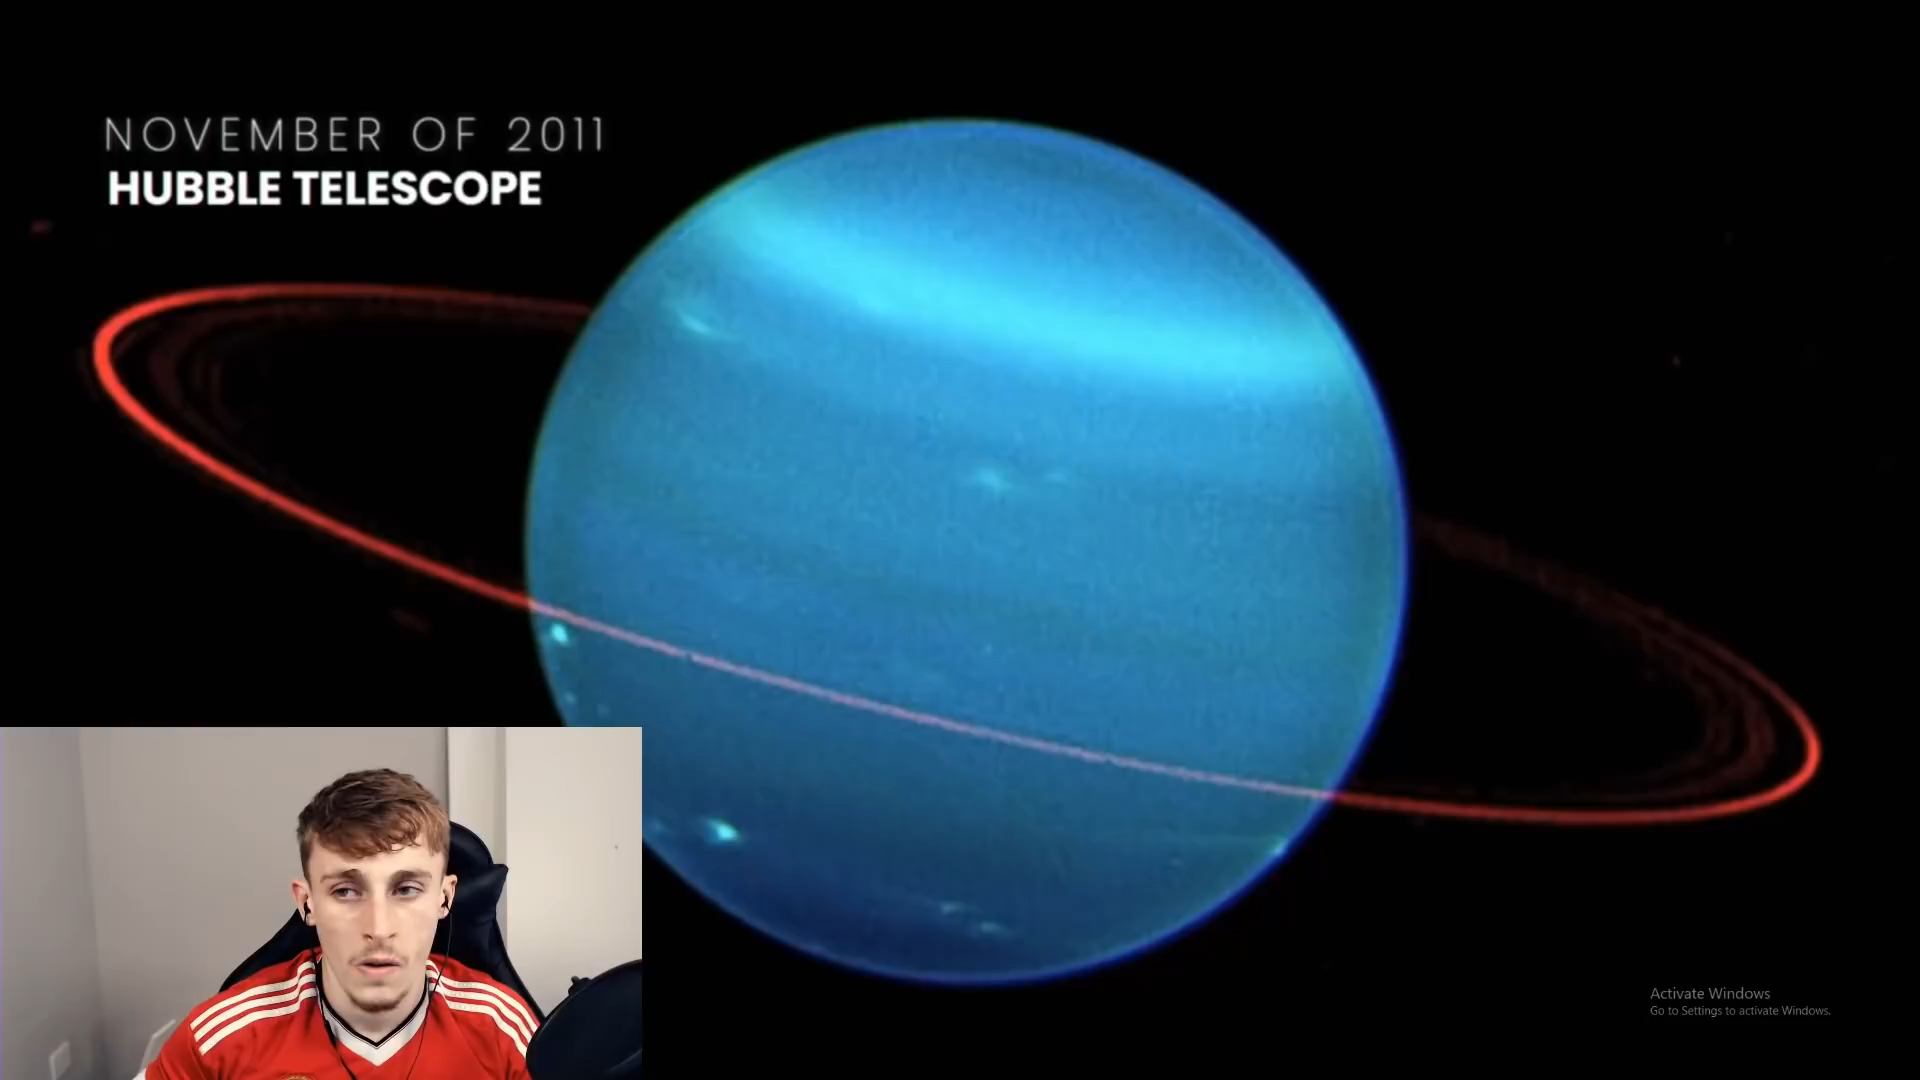 NOVEMBER OF 2011
HUBBLE TELESCOPE
Activate Windows
Go to Settings to activate Windows.